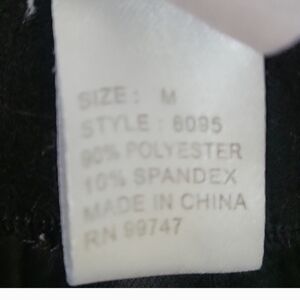 SIZE: M
STYLE: 6095
90% POLYESTER
10% SPANDEX
MADE IN CHINA
RN 99747